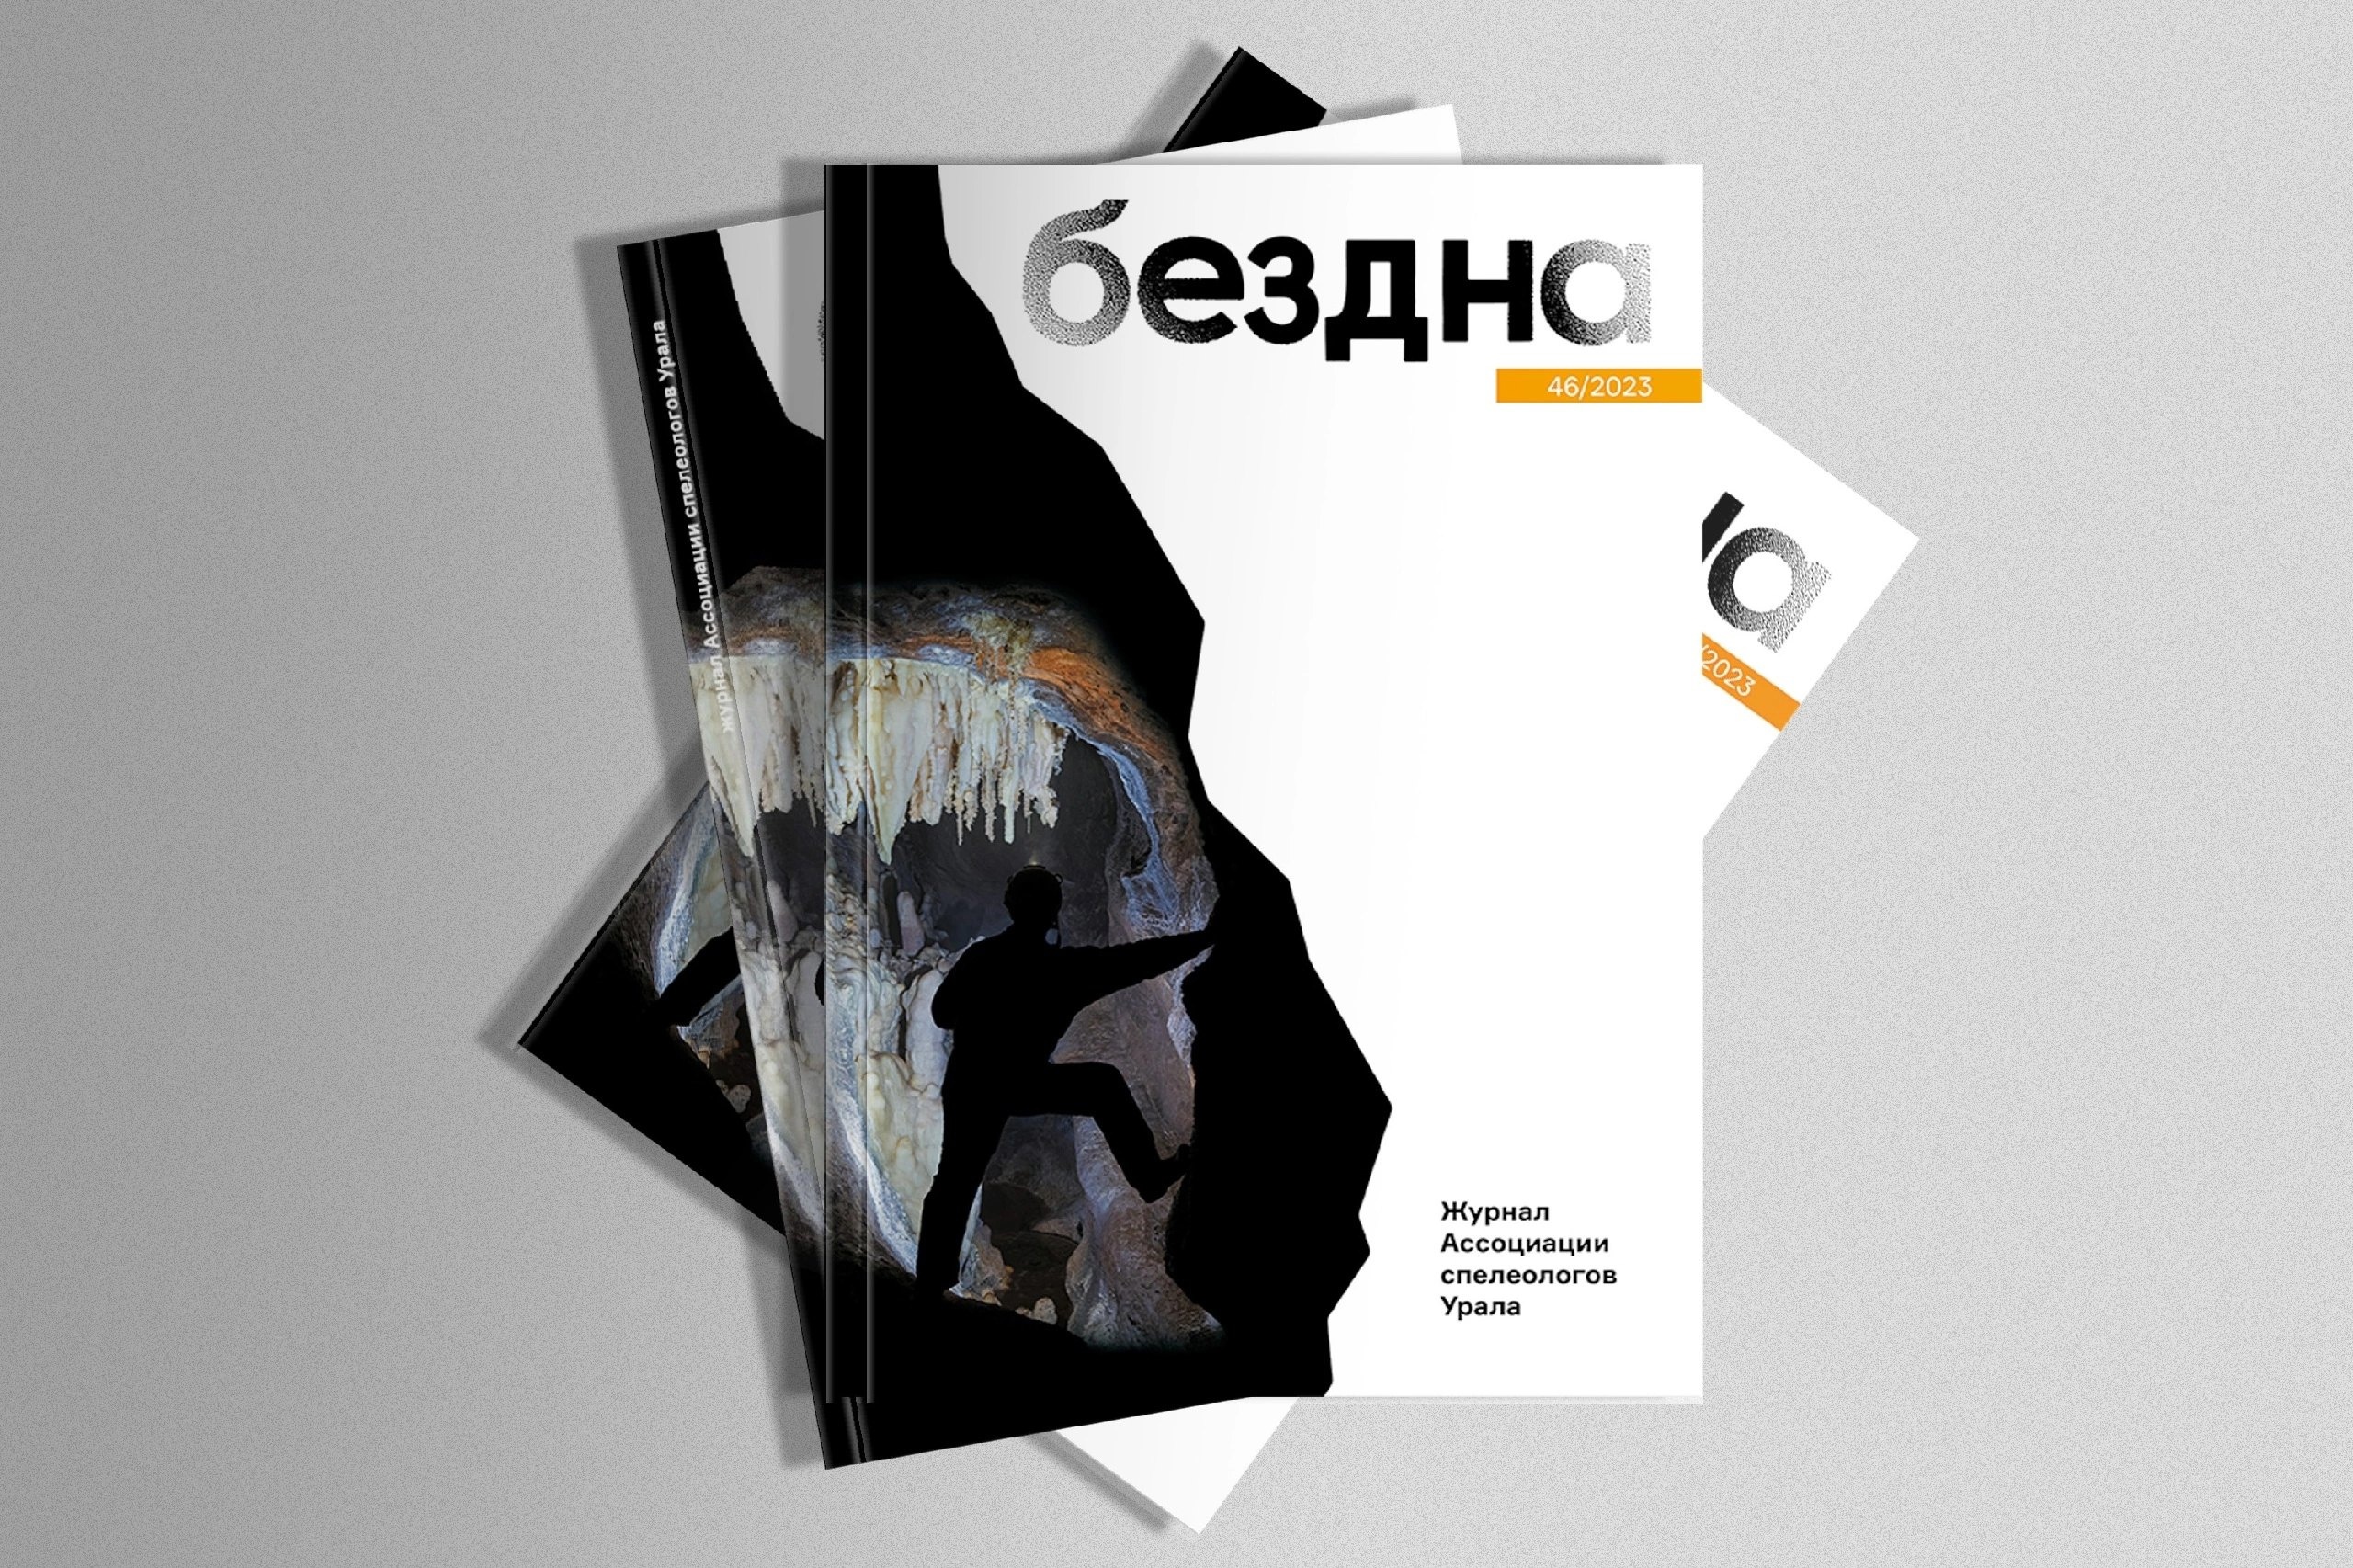 бездна
46/2023
Журнал
Ассоциации
спелеологов
Урала
журнал Ассоциации спелеологов Урала
на
/2023